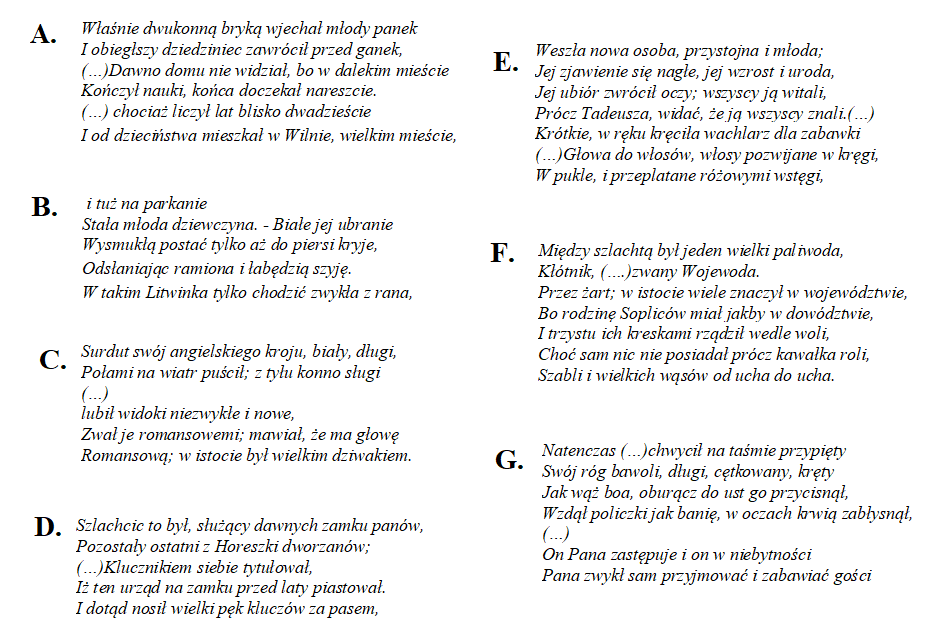 A.
Właśnie dwukonną bryką wjechał młody panek
I obiegłszy dziedziniec zawrócił przed ganek,
(…)Dawno domu nie widział, bo w dalekim mieście
Kończył nauki, końca doczekał nareszcie.
(…) chociaż liczył lat blisko dwadzieście
I od dzieciństwa mieszkał w Wilnie, wielkim mieście,
B.
i tuż na parkanie
Stała młoda dziewczyna. - Białe jej ubranie
Wysmukłą postać tylko aż do piersi kryje,
Odsłaniając ramiona i łabędzią szyję.
W takim Litwinka tylko chodzić zwykła z rana,
C.
Surdut swój angielskiego kroju, biały, długi,
Połami na wiatr puścił; z tyłu konno sługi
(…)
lubił widoki niezwykłe i nowe,
Zwał je romansowemi; mawiał, że ma głowę
Romansową; w istocie był wielkim dziwakiem.
D.
Szlachcic to był, służący dawnych zamku panów,
Pozostały ostatni z Horeszki dworzanów;
(…)Klucznikiem siebie tytułował,
Iż ten urząd na zamku przed laty piastował.
I dotąd nosił wielki pęk kluczów za pasem,
E.
Weszła nowa osoba, przystojna i młoda;
Jej zjawienie się nagłe, jej wzrost i uroda,
Jej ubiór zwrócił oczy; wszyscy ją witali,
Prócz Tadeusza, widać, że ją wszyscy znali.(…)
Krótkie, w ręku kręciła wachlarz dla zabawki
(…)Głowa do włosów, włosy pozwijane w kręgi,
W pukle, i przeplatane różowymi wstęgi,
F.
Między szlachtą był jeden wielki paliwoda,
Kłótnik, (….)zwany Wojewoda.
Przez żart; w istocie wiele znaczył w województwie,
Bo rodzinę Sopliców miał jakby w dowództwie,
I trzystu ich kreskami rządził wedle woli,
Choć sam nic nie posiadał prócz kawałka roli,
Szabli i wielkich wąsów od ucha do ucha.
G.
Natenczas (…)chwycił na taśmie przypięty
Swój róg bawoli, długi, cętkowany, kręty
Jak wąż boa, oburącz do ust go przycisnął,
Wzdął policzki jak banię, w oczach krwią zabłysnął,
(…)
On Pana zastępuje i on w niebytności
Pana zwykł sam przyjmować i zabawiać gości